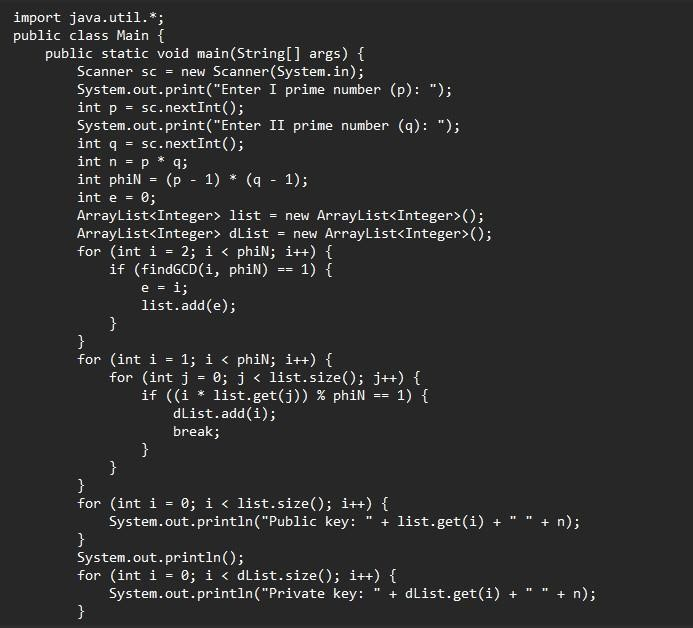 import java.util.*;
public class Main {
    public static void main(String[] args) {
        Scanner sc = new Scanner(System.in);
        System.out.print("Enter I prime number (p): ");
        int p = sc.nextInt();
        System.out.print("Enter II prime number (q): ");
        int q = sc.nextInt();
        int n = p * q;
        int phiN = (p - 1) * (q - 1);
        int e = 0;
        ArrayList<Integer> list = new ArrayList<Integer>();
        ArrayList<Integer> dList = new ArrayList<Integer>();
        for (int i = 2; i < phiN; i++) {
            if (findGCD(i, phiN) == 1) {
                e = i;
                list.add(e);
            }
        }
        for (int i = 1; i < phiN; i++) {
            for (int j = 0; j < list.size(); j++) {
                if ((i * list.get(j)) % phiN == 1) {
                    dList.add(i);
                    break;
                }
            }
        }
        for (int i = 0; i < list.size(); i++) {
            System.out.println("Public key: " + list.get(i) + " " + n);
        }
        System.out.println();
        for (int i = 0; i < dList.size(); i++) {
            System.out.println("Private key: " + dList.get(i) + " " + n);
        }